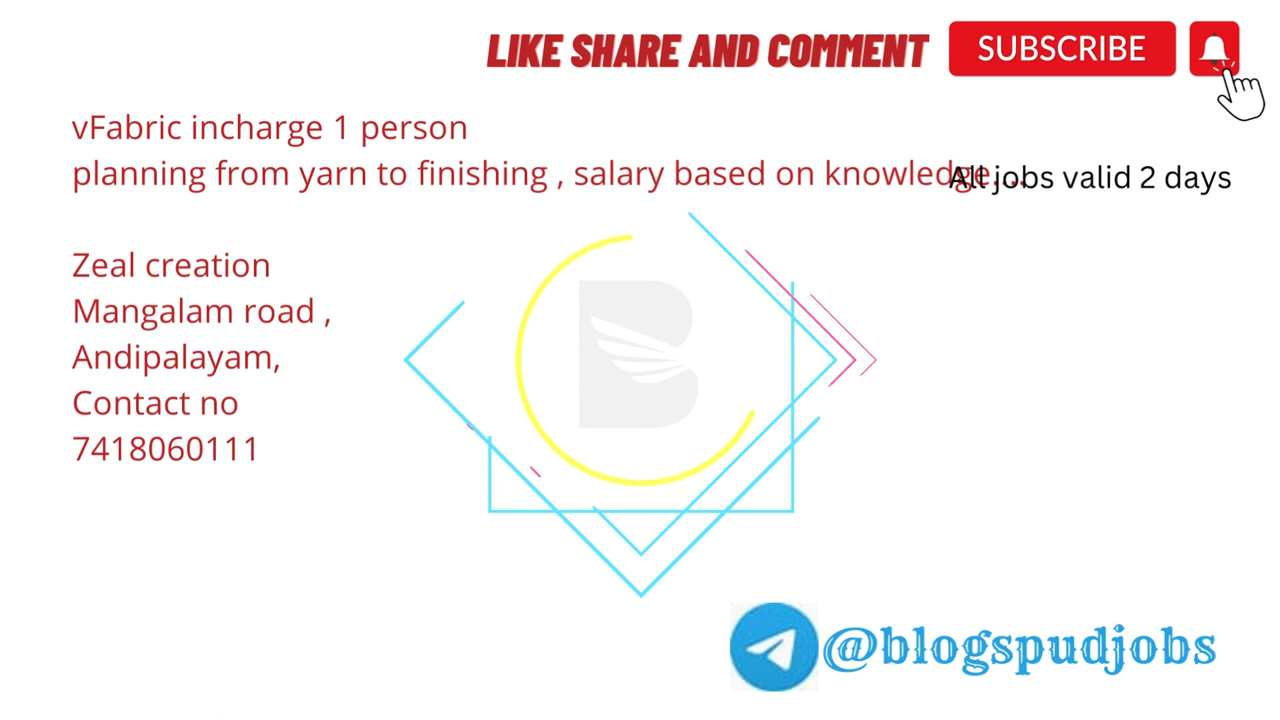 LIKE SHARE AND COMMENT
SUBSCRIBE
vFabric incharge 1 person
planning from yarn to finishing , salary based on knowledge....
All jobs valid 2 days
Zeal creation
Mangalam road ,
Andipalayam,
Contact no
7418060111
B
@blogspudjobs